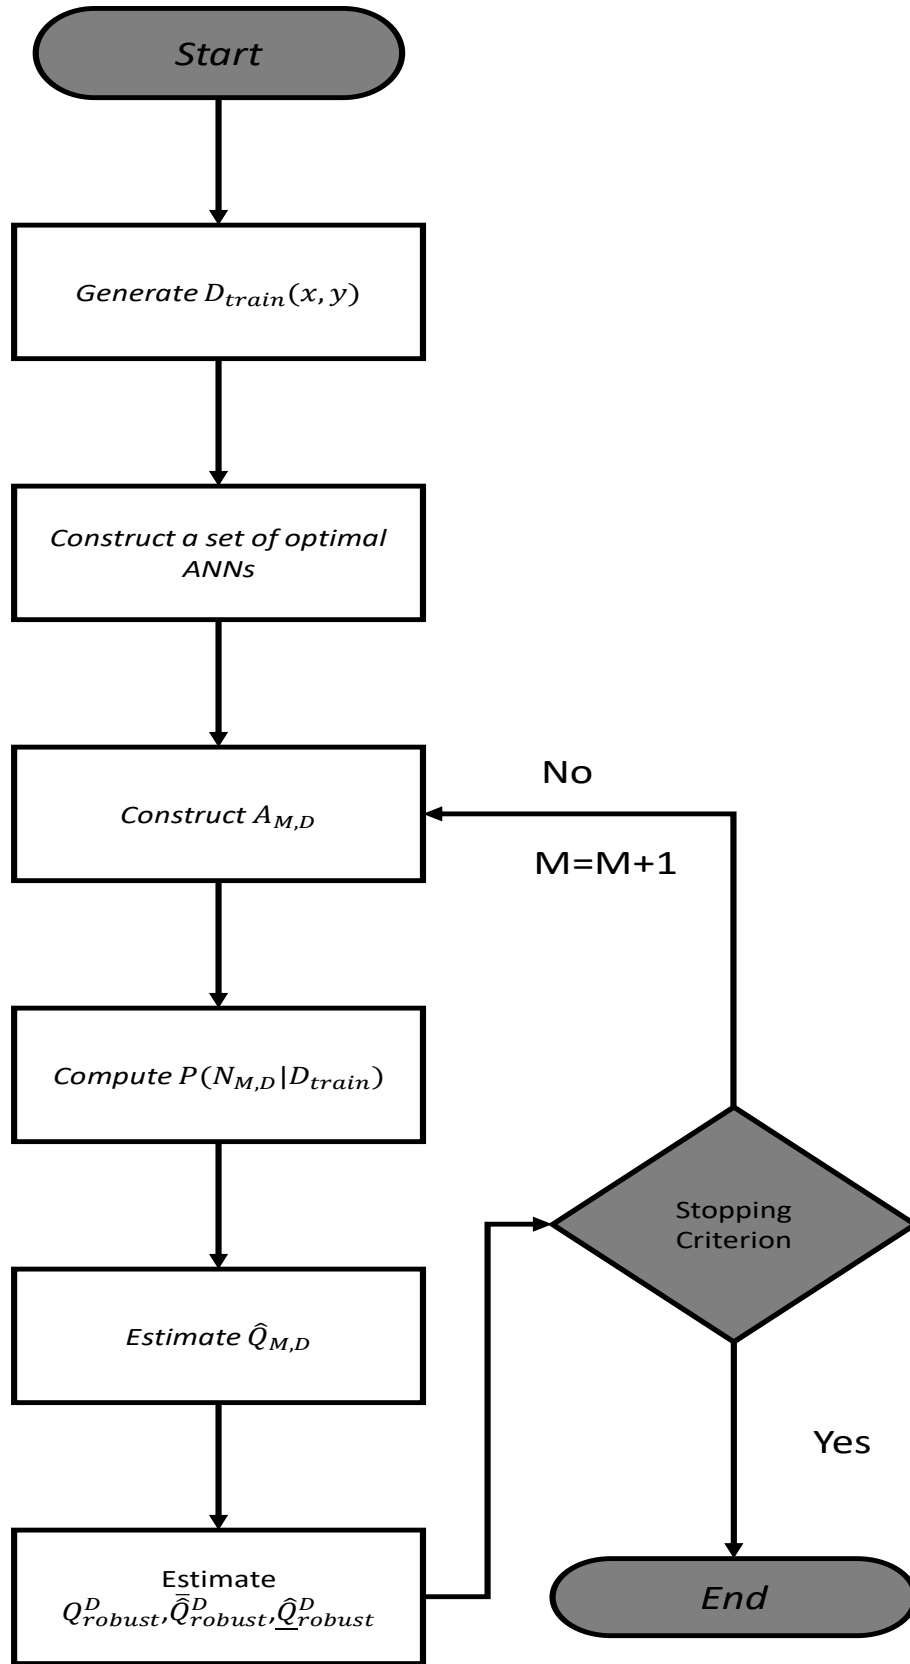 Start
Generate D_train(x, y)
Construct a set of optimal
ANNs
Construct A_M,D
Compute P(N_M,D|D_train)
Estimate Q̂_M,D
Estimate
Q^D_robust, Q̿̂^D_robust, Q̲̂^D_robust
No
M=M+1
Stopping
Criterion
Yes
End